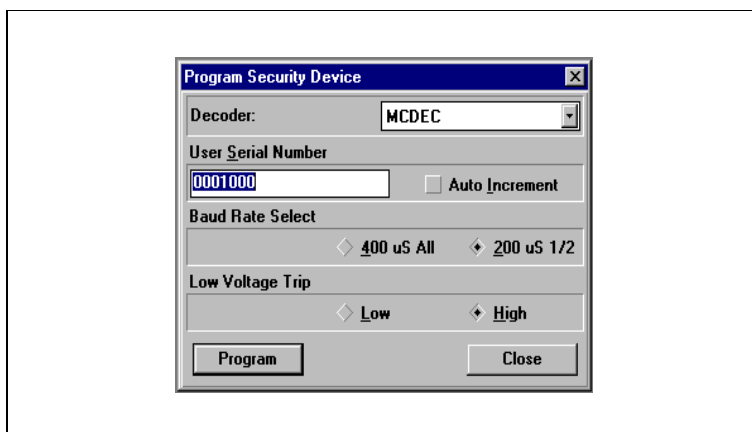 Program Security Device
Decoder: MCDEC
User Serial Number
0001000 Auto Increment
Baud Rate Select
400 uS All 200 uS 1/2
Low Voltage Trip
Low High
Program Close